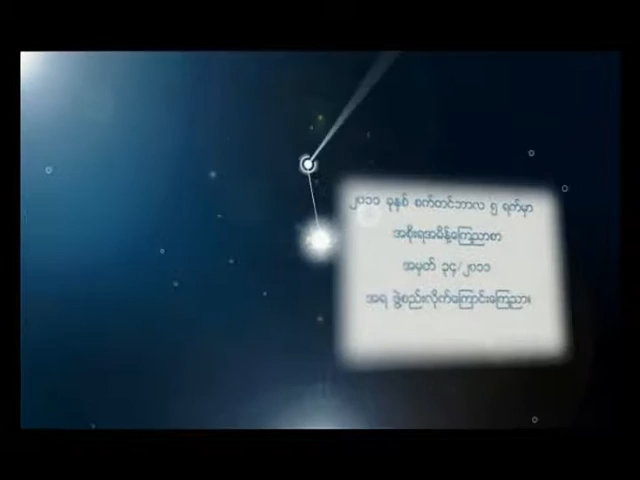 ၂၀၁၁ ခုနှစ် စက်တင်ဘာလ ၅ ရက်မှာ
အစိုးရအမိန့်ကြေညာစာ
အမှတ် ၃၄/၂၀၁၁
အရ ဖွဲ့စည်းလိုက်ကြောင်းကြေညာ။